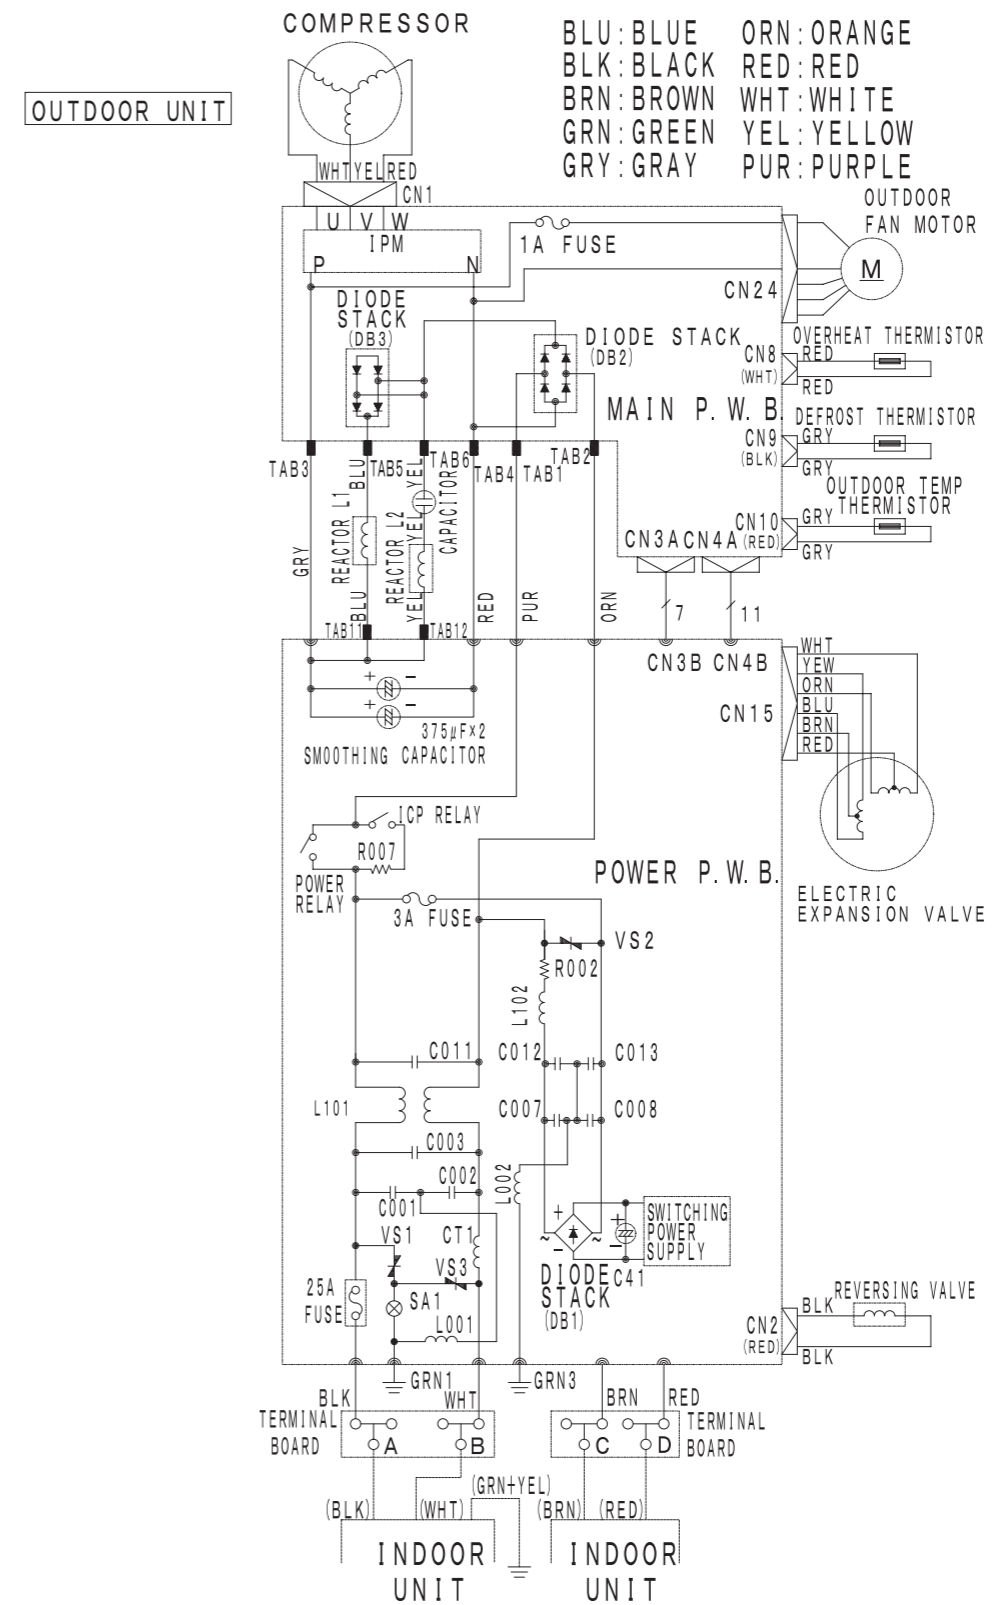 COMPRESSOR
BLU:BLUE ORN:ORANGE
BLK:BLACK RED:RED
BRN:BROWN WHT:WHITE
GRN:GREEN YEL:YELLOW
GRY:GRAY PUR:PURPLE
OUTDOOR UNIT
WHT YEL RED
CN1
U V W
IPM
P N
1A FUSE
OUTDOOR
FAN MOTOR
M
CN24
DIODE
STACK
(DB3)
DIODE STACK
(DB2)
OVERHEAT THERMISTOR
CN8
(WHT)
RED
RED
MAIN P.W.B.
DEFROST THERMISTOR
CN9
(BLK)
GRY
GRY
OUTDOOR TEMP
THERMISTOR
CN10
(RED)
GRY
GRY
TAB3
TAB5
TAB6
TAB4
TAB1
TAB2
BLU
YEL
CAPACITOR
REACTOR L1
REACTOR L2
YEL
GRY
BLU
YEL
RED
PUR
ORN
CN3A CN4A
7
11
TAB11
TAB12
CN3B CN4B
+ -
+ -
375μF×2
SMOOTHING CAPACITOR
CN15
WHT
YEW
ORN
BLU
BRN
RED
ICP RELAY
R007
POWER
RELAY
POWER P.W.B.
ELECTRIC
EXPANSION VALVE
3A FUSE
VS2
R002
L102
C011
C012
C013
L101
C007
C008
C003
C002
C001
L002
VS1
CT1
VS3
SA1
L001
25A
FUSE
+
~ ~
-
DIODE
STACK
(DB1)
+
-
C41
SWITCHING
POWER
SUPPLY
REVERSING VALVE
CN2
(RED)
BLK
BLK
GRN1
GRN3
BLK
WHT
BRN
RED
TERMINAL
BOARD
A B
C D
TERMINAL
BOARD
(BLK)
(WHT)
(GRN+YEL)
(BRN)
(RED)
INDOOR
UNIT
INDOOR
UNIT